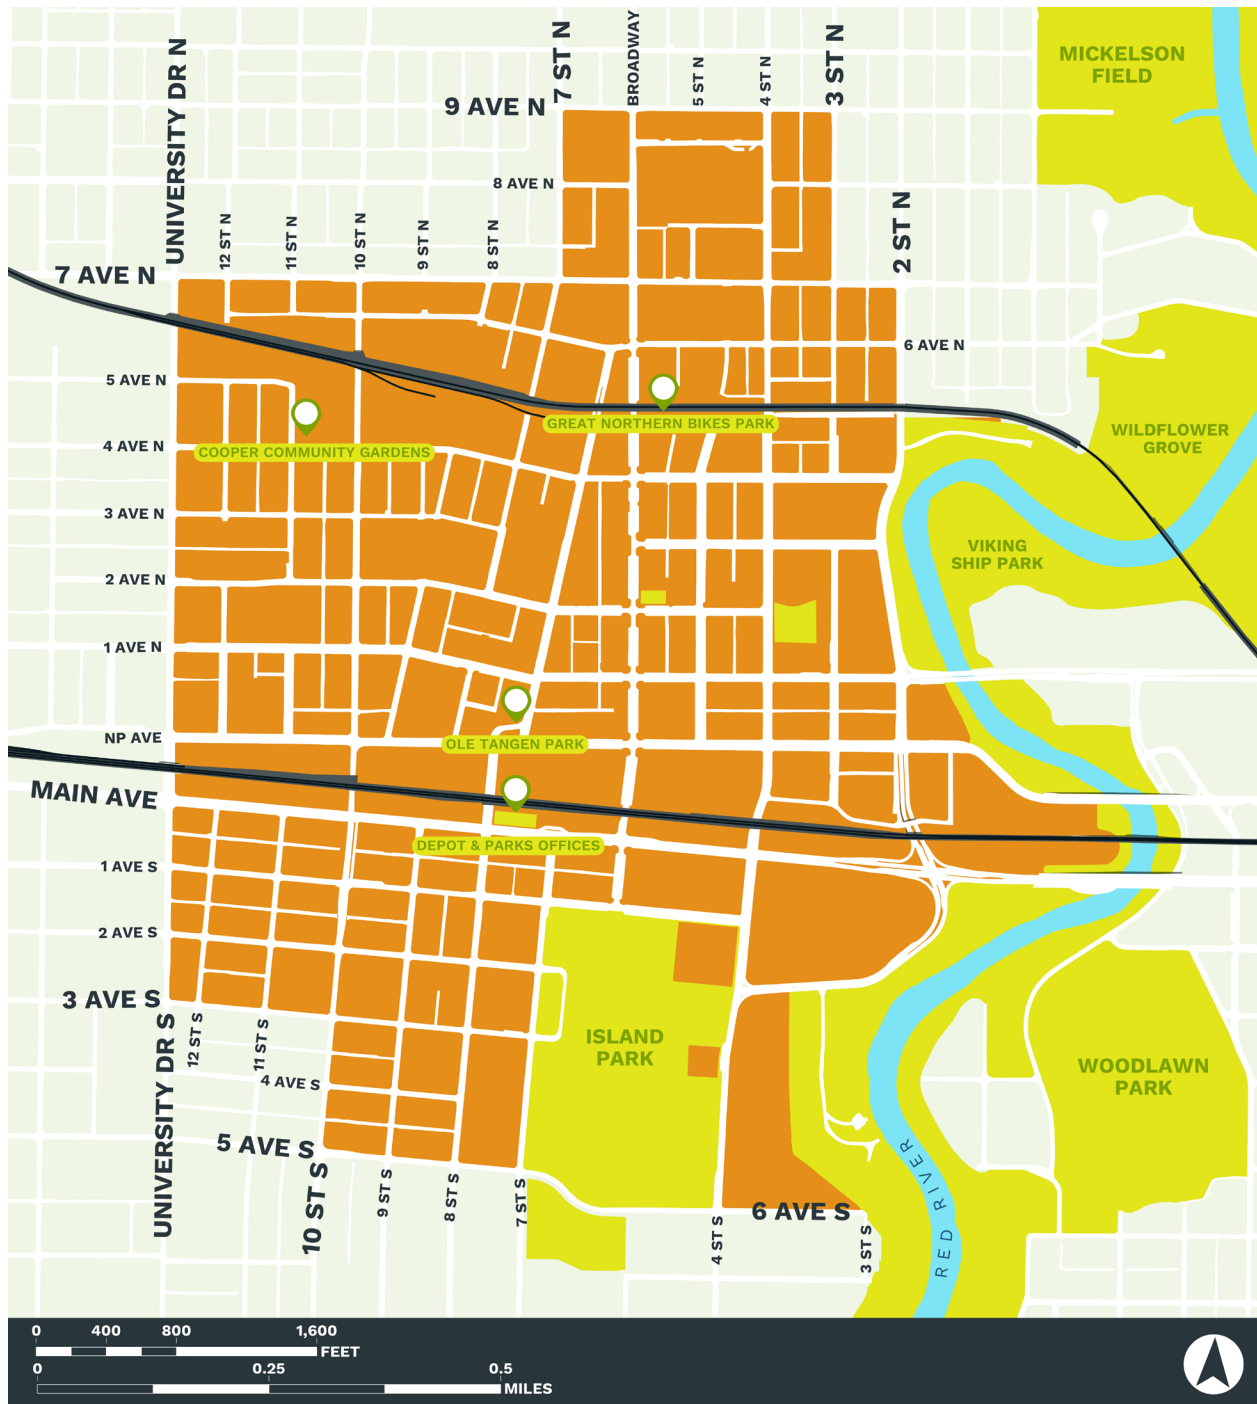 MICKELSON
FIELD
UNIVERSITY DR N
7 ST N
BROADWAY
5 ST N
4 ST N
3 ST N
9 AVE N
8 AVE N
2 ST N
12 ST N
11 ST N
10 ST N
9 ST N
8 ST N
7 AVE N
6 AVE N
5 AVE N
GREAT NORTHERN BIKES PARK
WILDFLOWER
GROVE
4 AVE N
COOPER COMMUNITY GARDENS
3 AVE N
VIKING
SHIP PARK
2 AVE N
1 AVE N
NP AVE
OLE TANGEN PARK
MAIN AVE
DEPOT & PARKS OFFICES
1 AVE S
2 AVE S
3 AVE S
UNIVERSITY DR S
12 ST S
11 ST S
ISLAND
PARK
WOODLAWN
PARK
4 AVE S
5 AVE S
10 ST S
9 ST S
8 ST S
7 ST S
6 AVE S
4 ST S
3 ST S
RED RIVER
0 400 800 1,600
FEET
0 0.25 0.5
MILES